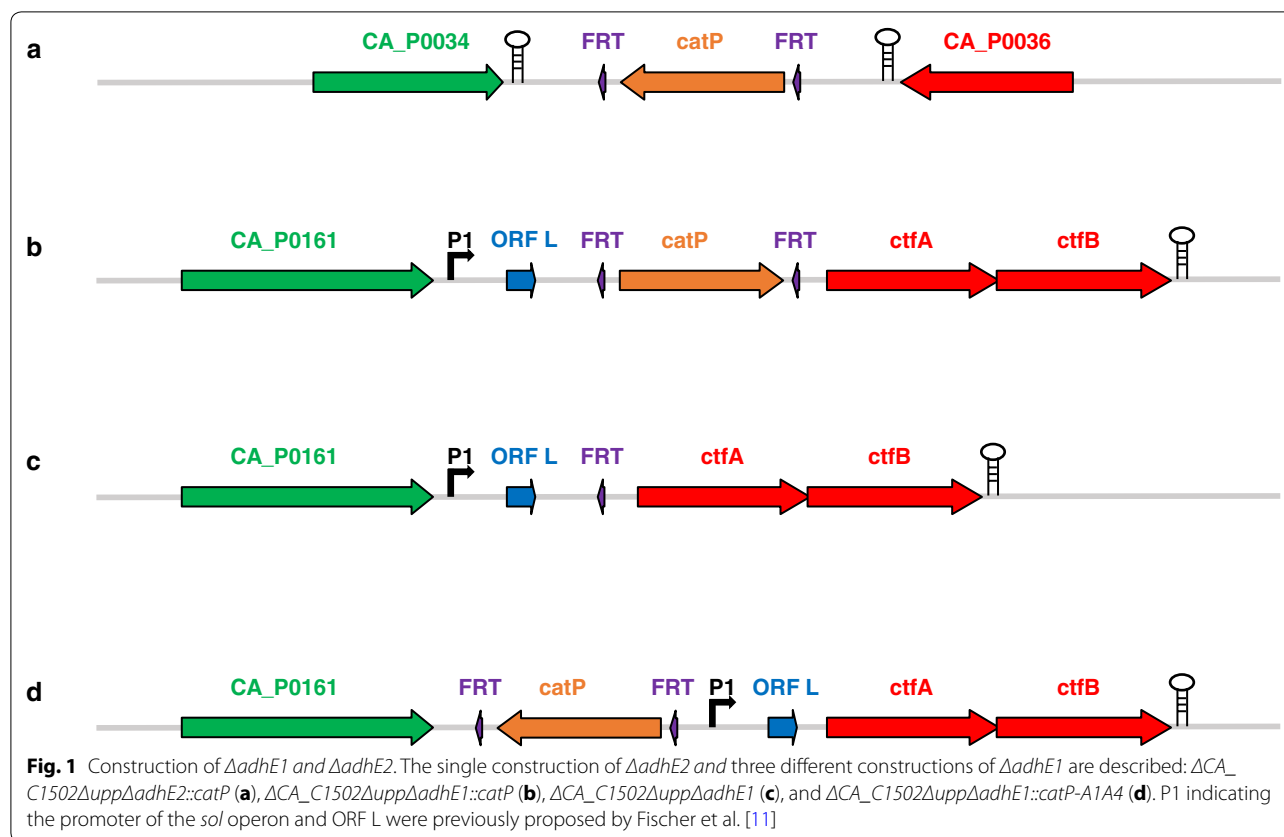 a
CA_P0034 FRT catP FRT CA_P0036
b
CA_P0161 P1 ORF L FRT catP FRT ctfA ctfB
c
CA_P0161 P1 ORF L FRT ctfA ctfB
d
CA_P0161 FRT catP FRT P1 ORF L ctfA ctfB
Fig. 1 Construction of ΔadhE1 and ΔadhE2. The single construction of ΔadhE2 and three different constructions of ΔadhE1 are described: ΔCA_
C1502ΔuppΔadhE2::catP (a), ΔCA_C1502ΔuppΔadhE1::catP (b), ΔCA_C1502ΔuppΔadhE1 (c), and ΔCA_C1502ΔuppΔadhE1::catP-A1A4 (d). P1 indicating
the promoter of the sol operon and ORF L were previously proposed by Fischer et al. [11]